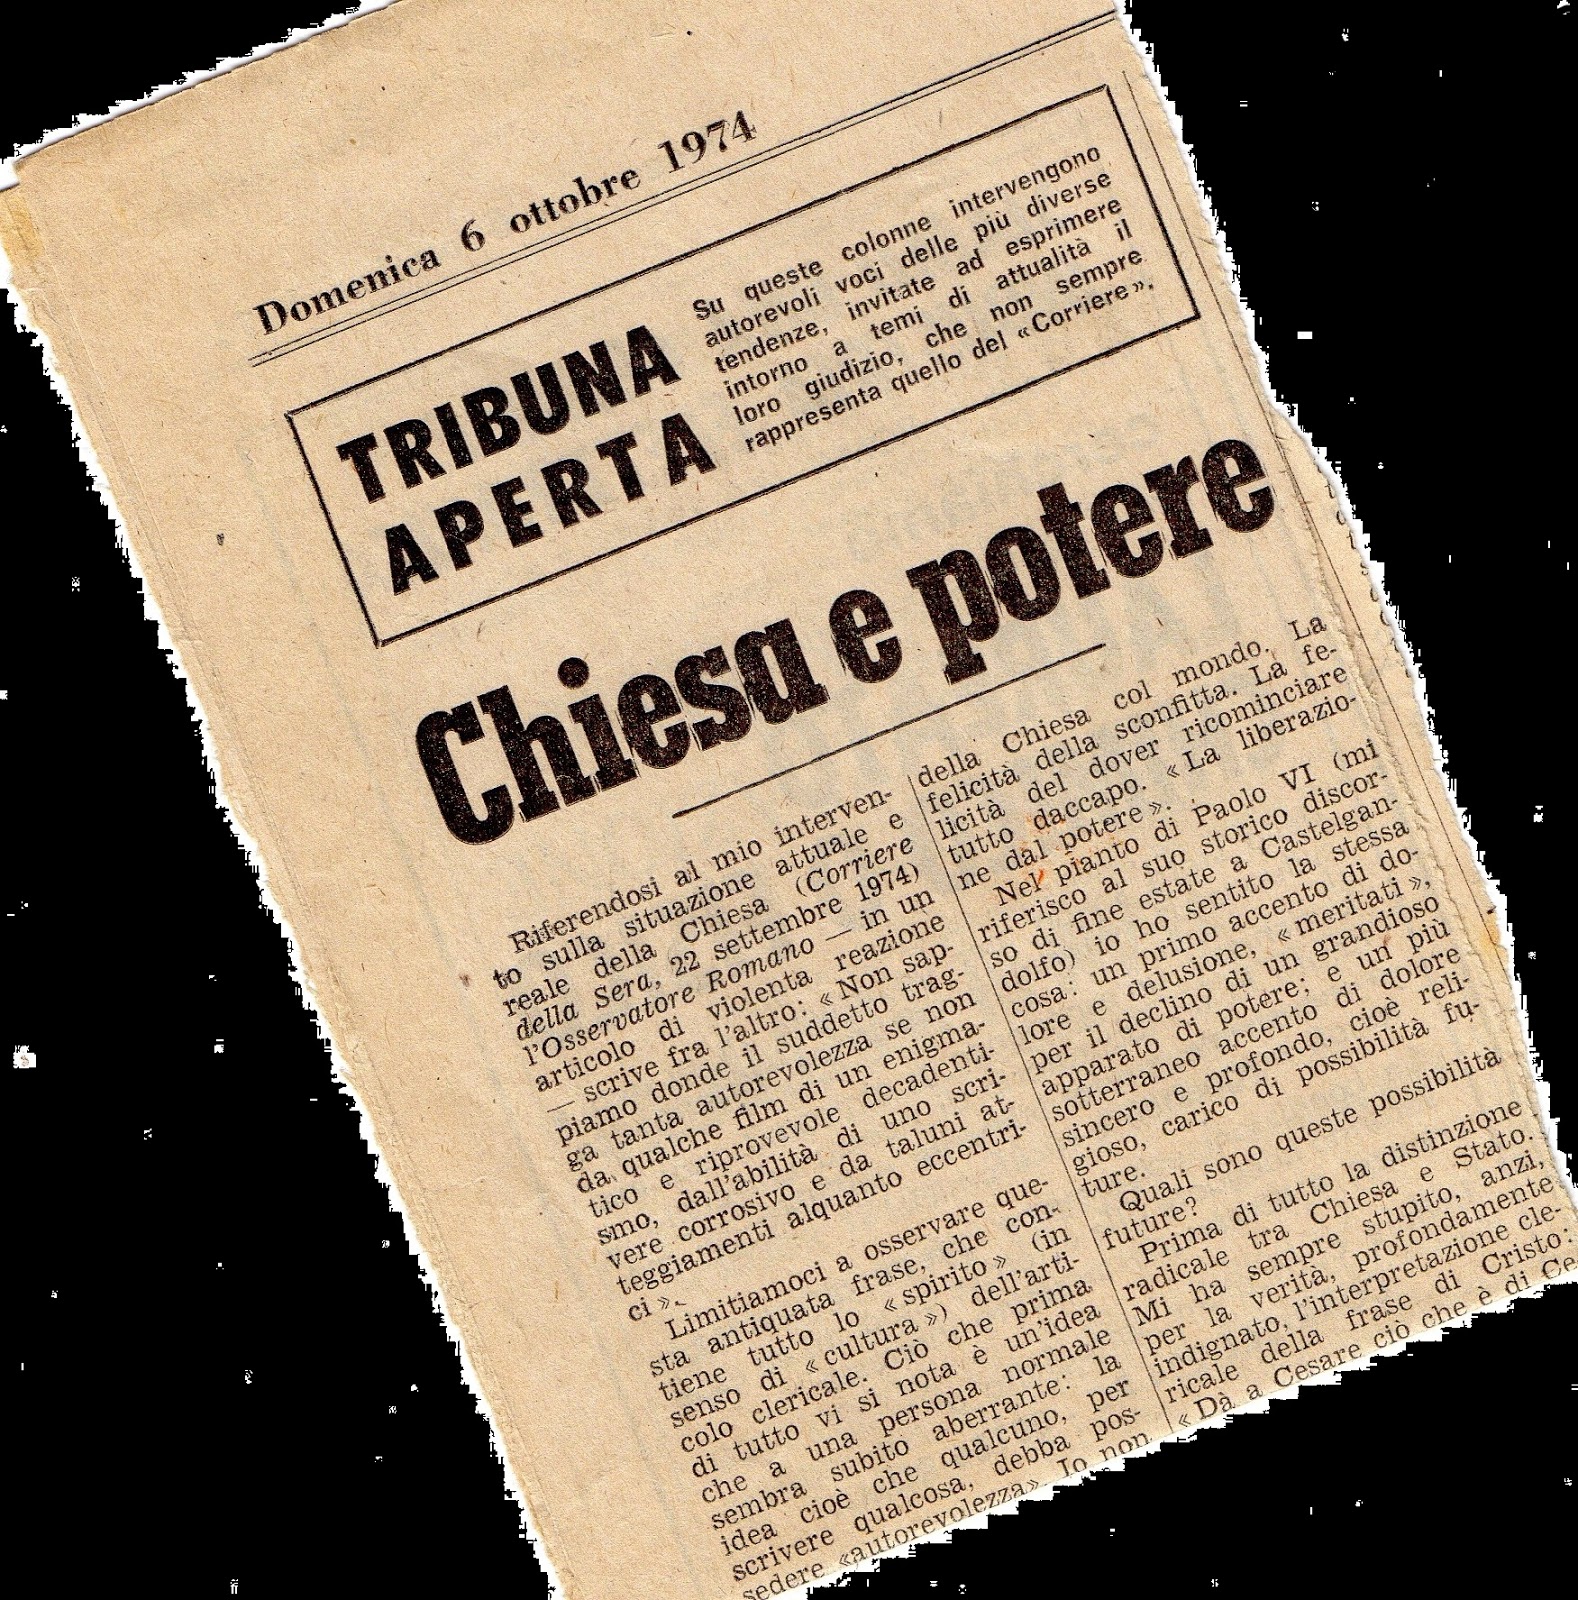 Domenica 6 ottobre 1974
TRIBUNA
APERTA
Su queste colonne intervengono
autorevoli voci delle più diverse
tendenze, invitate ad esprimere
intorno a temi di attualità il
loro giudizio, che non sempre
rappresenta quello del «Corriere».
Chiesa e potere
Riferendosi al mio interven-
to sulla situazione attuale e
reale della Chiesa (Corriere
della Sera, 22 settembre 1974)
l'Osservatore Romano — in un
articolo di violenta reazione
— scrive fra l'altro: «Non sap-
piamo donde il suddetto trag-
ga tanta autorevolezza se non
da qualche film di un enigma-
tico e riprovevole decadenti-
smo, dall'abilità di uno scri-
vere corrosivo e da taluni at-
teggiamenti alquanto eccentri-
ci».
Limitiamoci a osservare que-
sta antiquata frase, che con-
tiene tutto lo «spirito» (in
senso di «cultura») dell'arti-
colo clericale. Ciò che prima
di tutto vi si nota è un'idea
che a una persona normale
sembra subito aberrante: la
idea cioè che qualcuno, per
scrivere qualcosa, debba pos-
sedere «autorevolezza». Io non
della Chiesa col mondo. La
felicità della sconfitta. La fe-
licità del dover ricominciare
tutto daccapo. «La liberazio-
ne dal potere».
Nel pianto di Paolo VI (mi
riferisco al suo storico discor-
so di fine estate a Castelgan-
dolfo) io ho sentito la stessa
cosa: un primo accento di do-
lore e delusione, «meritati»,
per il declino di un grandioso
apparato di potere; e un più
sotterraneo accento di dolore
sincero e profondo, cioè reli-
gioso, carico di possibilità fu-
ture.
Quali sono queste possibilità
future?
Prima di tutto la distinzione
radicale tra Chiesa e Stato.
Mi ha sempre stupito, anzi,
per la verità, profondamente
indignato, l'interpretazione cle-
ricale della frase di Cristo:
«Dà a Cesare ciò che è di Ce